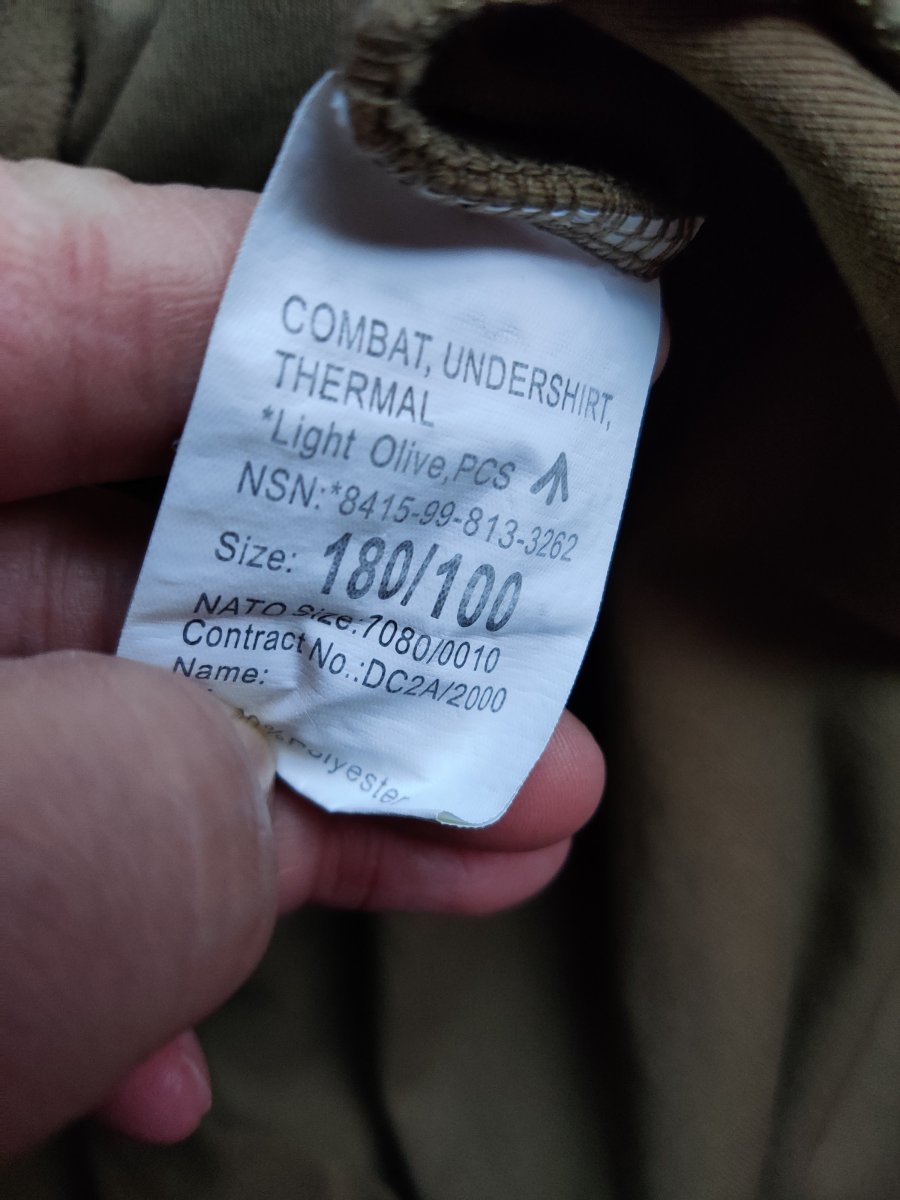 COMBAT, UNDERSHIRT,
THERMAL
*Light Olive,PCS
NSN:*8415-99-813-3262
Size: 180/100
NATO Size:7080/0010
Contract No.:DC2A/2000
Name:
Polyester